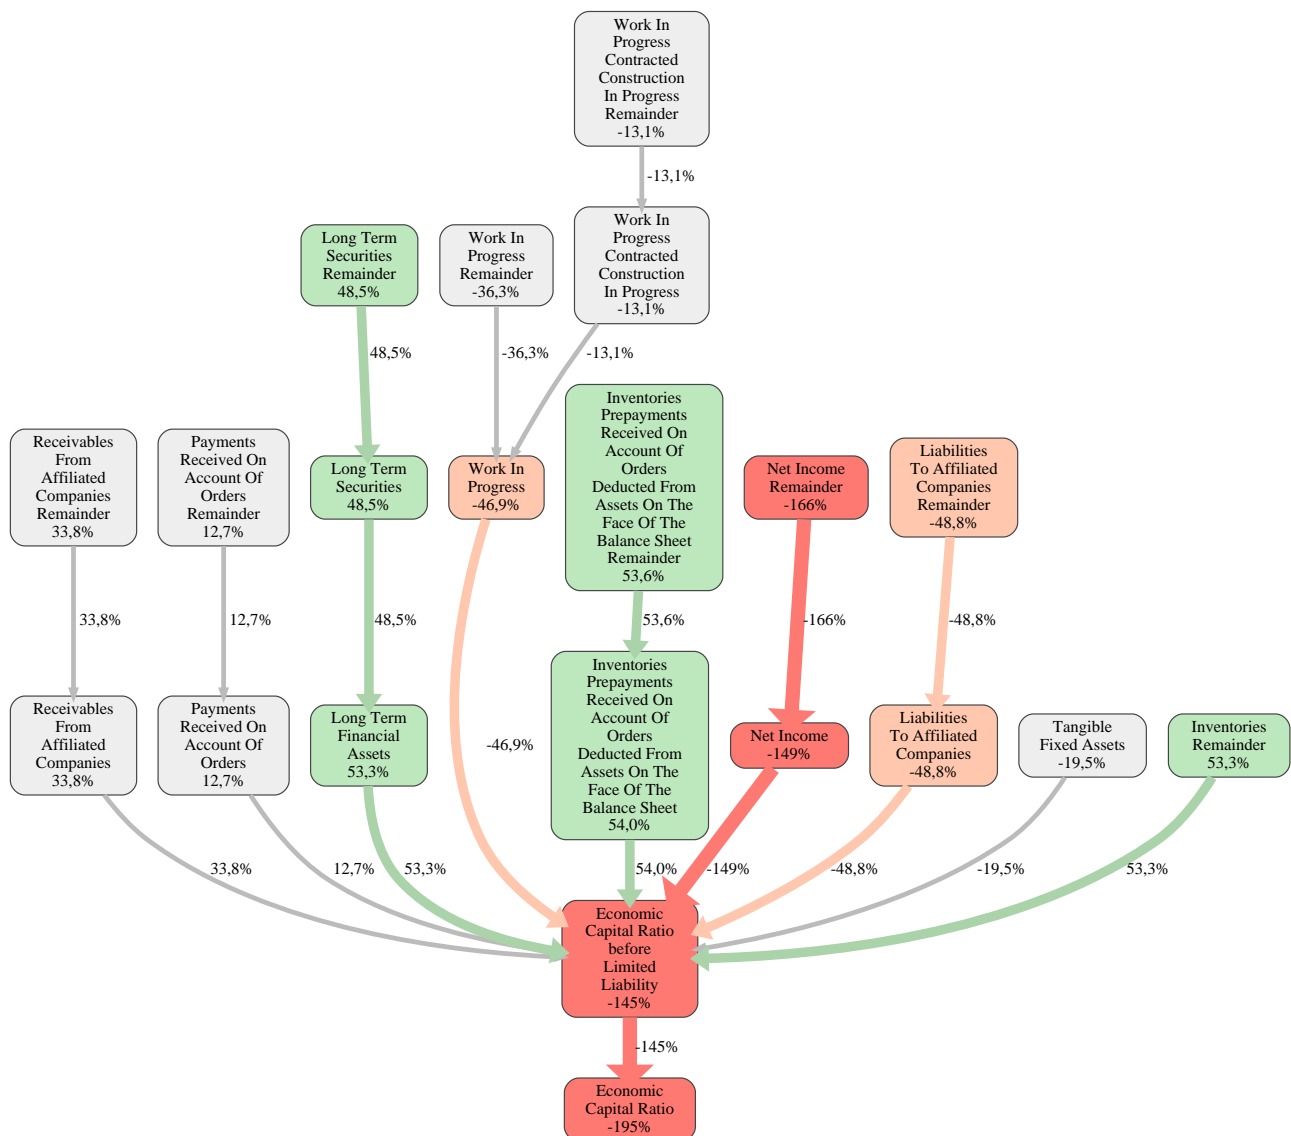 Work In
Progress
Contracted
Construction
In Progress
Remainder
-13,1%
-13,1%
Long Term
Securities
Remainder
48,5%
Work In
Progress
Remainder
-36,3%
Work In
Progress
Contracted
Construction
In Progress
-13,1%
48,5%
-36,3%
-13,1%
Receivables
From
Affiliated
Companies
Remainder
33,8%
Payments
Received On
Account Of
Orders
Remainder
12,7%
Long Term
Securities
48,5%
Work In
Progress
-46,9%
Inventories
Prepayments
Received On
Account Of
Orders
Deducted From
Assets On The
Face Of The
Balance Sheet
Remainder
53,6%
Net Income
Remainder
-166%
Liabilities
To Affiliated
Companies
Remainder
-48,8%
33,8%
12,7%
48,5%
53,6%
-166%
-48,8%
Receivables
From
Affiliated
Companies
33,8%
Payments
Received On
Account Of
Orders
12,7%
Long Term
Financial
Assets
53,3%
-46,9%
Inventories
Prepayments
Received On
Account Of
Orders
Deducted From
Assets On The
Face Of The
Balance Sheet
54,0%
Net Income
-149%
Liabilities
To Affiliated
Companies
-48,8%
Tangible
Fixed Assets
-19,5%
Inventories
Remainder
53,3%
33,8%
12,7%
53,3%
54,0%
-149%
-48,8%
-19,5%
53,3%
Economic
Capital Ratio
before
Limited
Liability
-145%
-145%
Economic
Capital Ratio
-195%